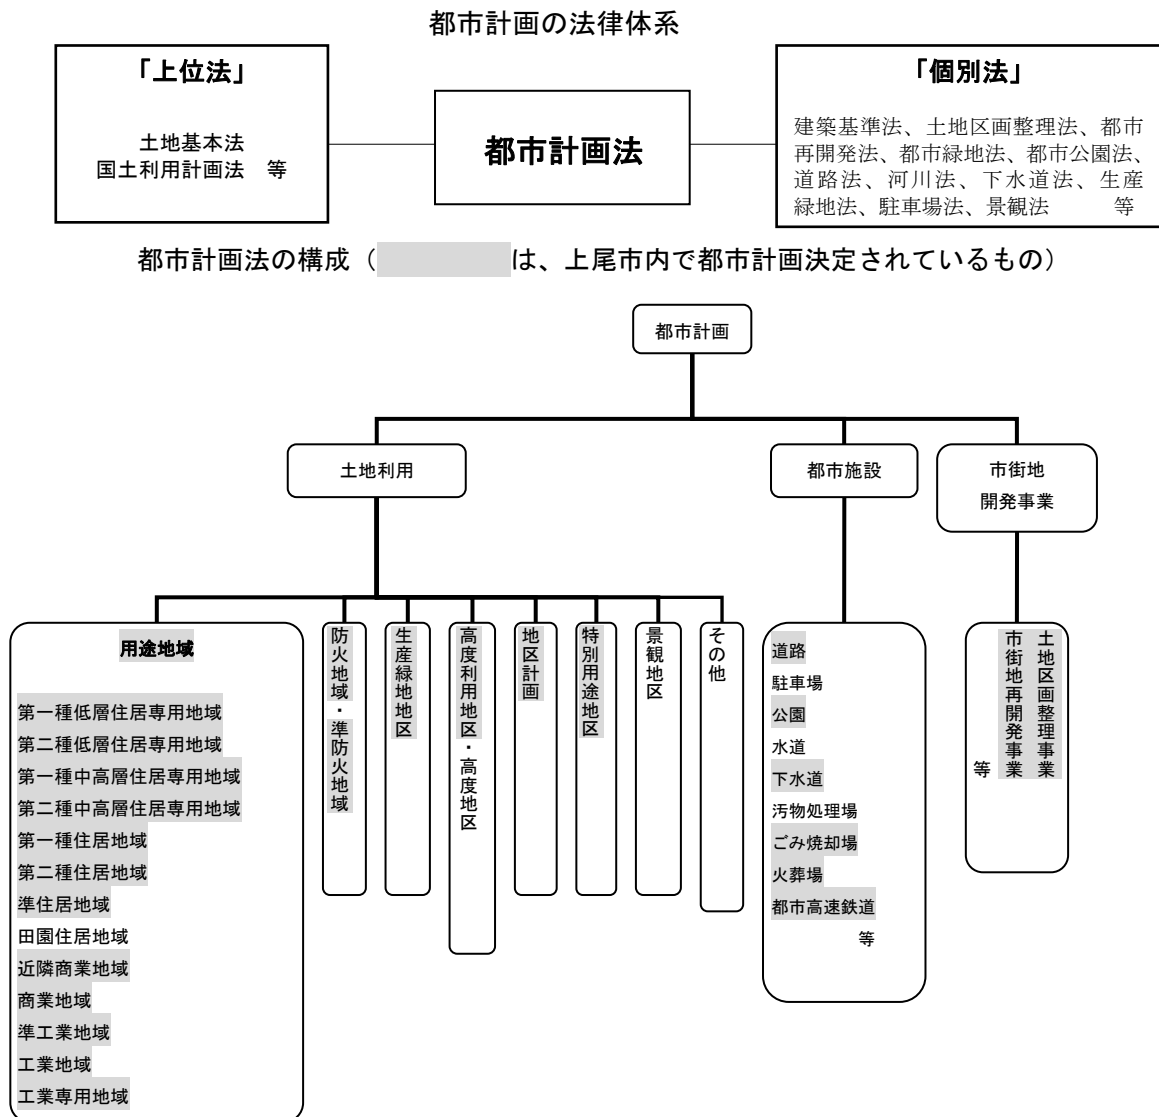 都市計画の法律体系
「上位法」
土地基本法
国土利用計画法　等
都市計画法
「個別法」
建築基準法、土地区画整理法、都市
再開発法、都市緑地法、都市公園法、
道路法、河川法、下水道法、生産
緑地法、駐車場法、景観法　　　等
都市計画法の構成（　　　　　は、上尾市内で都市計画決定されているもの）
都市計画
土地利用
都市施設
市街地
開発事業
用途地域
第一種低層住居専用地域
第二種低層住居専用地域
第一種中高層住居専用地域
第二種中高層住居専用地域
第一種住居地域
第二種住居地域
準住居地域
田園住居地域
近隣商業地域
商業地域
準工業地域
工業地域
工業専用地域
防火地域・準防火地域
生産緑地地区
高度利用地区・高度地区
地区計画
特別用途地区
景観地区
その他
道路
駐車場
公園
水道
下水道
汚物処理場
ごみ焼却場
火葬場
都市高速鉄道
等
土地区画整理事業
市街地再開発事業
等